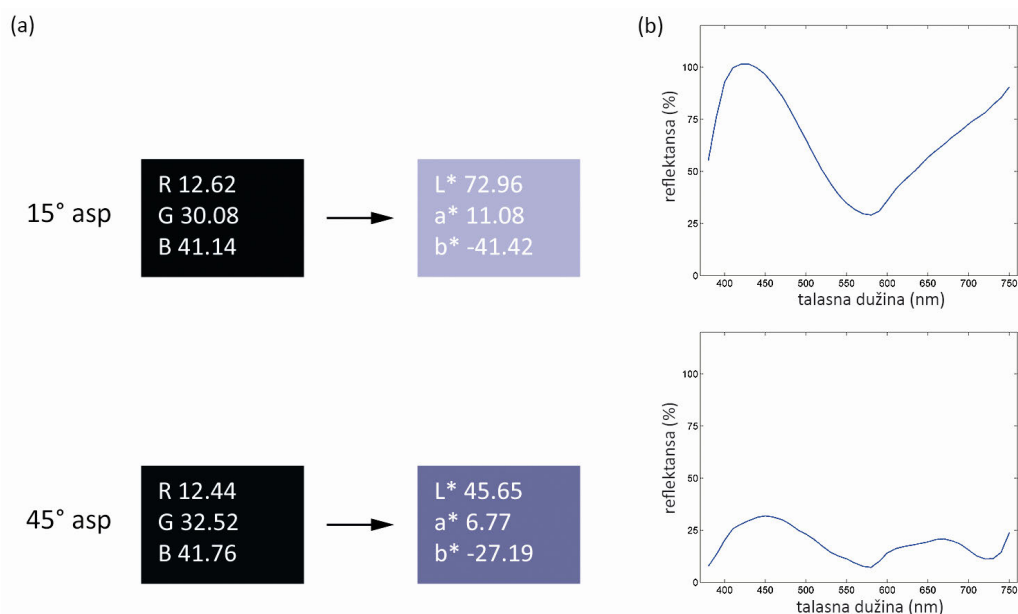 (a)
15° asp
R 12.62
G 30.08
B 41.14
L* 72.96
a* 11.08
b* -41.42
45° asp
R 12.44
G 32.52
B 41.76
L* 45.65
a* 6.77
b* -27.19
(b)
reflektansa (%)
100
75
50
25
0
400 450 500 550 600 650 700 750
talasna dužina (nm)
reflektansa (%)
100
75
50
25
0
400 450 500 550 600 650 700 750
talasna dužina (nm)